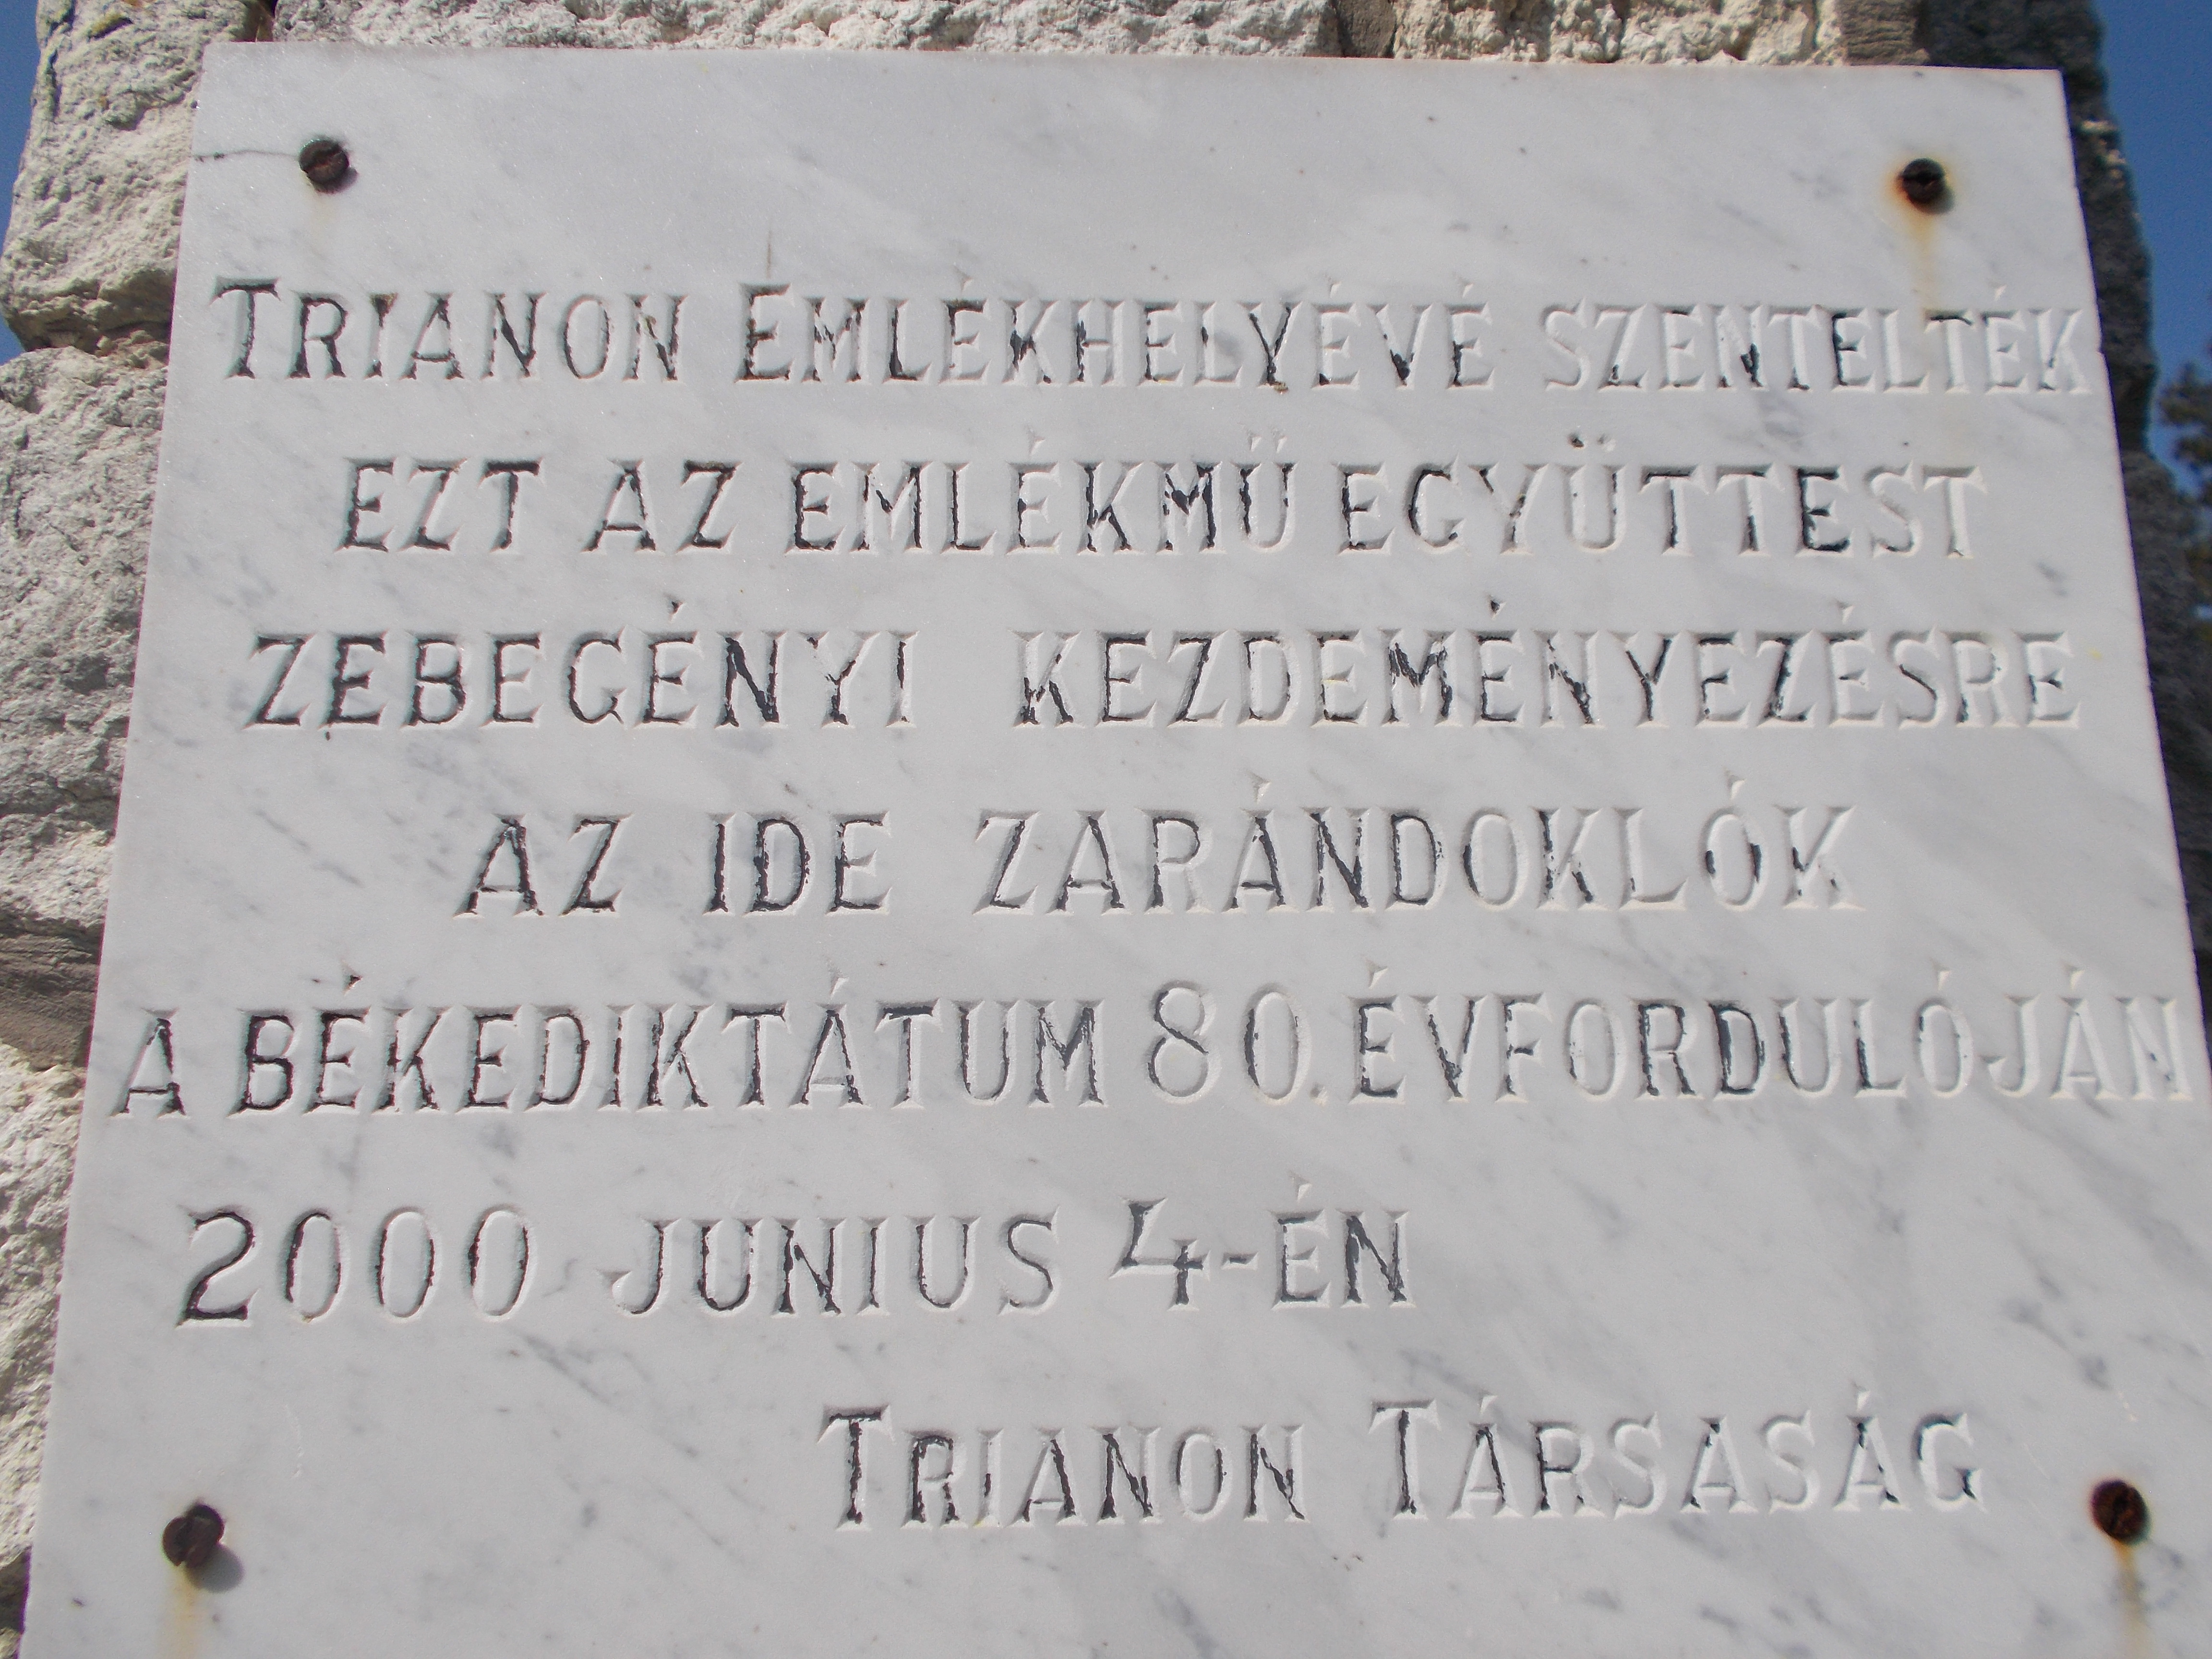 TRIANON EMLÉKHELYÉVÉ SZENTELTÉK
EZT AZ EMLÉKMŰ EGYÜTTEST
ZEBEGÉNYI KEZDEMÉNYEZÉSRE
AZ IDE ZARÁNDOKLÓK
A BÉKEDIKTÁTUM 80. ÉVFORDULÓJÁN
2000 JUNIUS 4-ÉN
TRIANON TÁRSASÁG